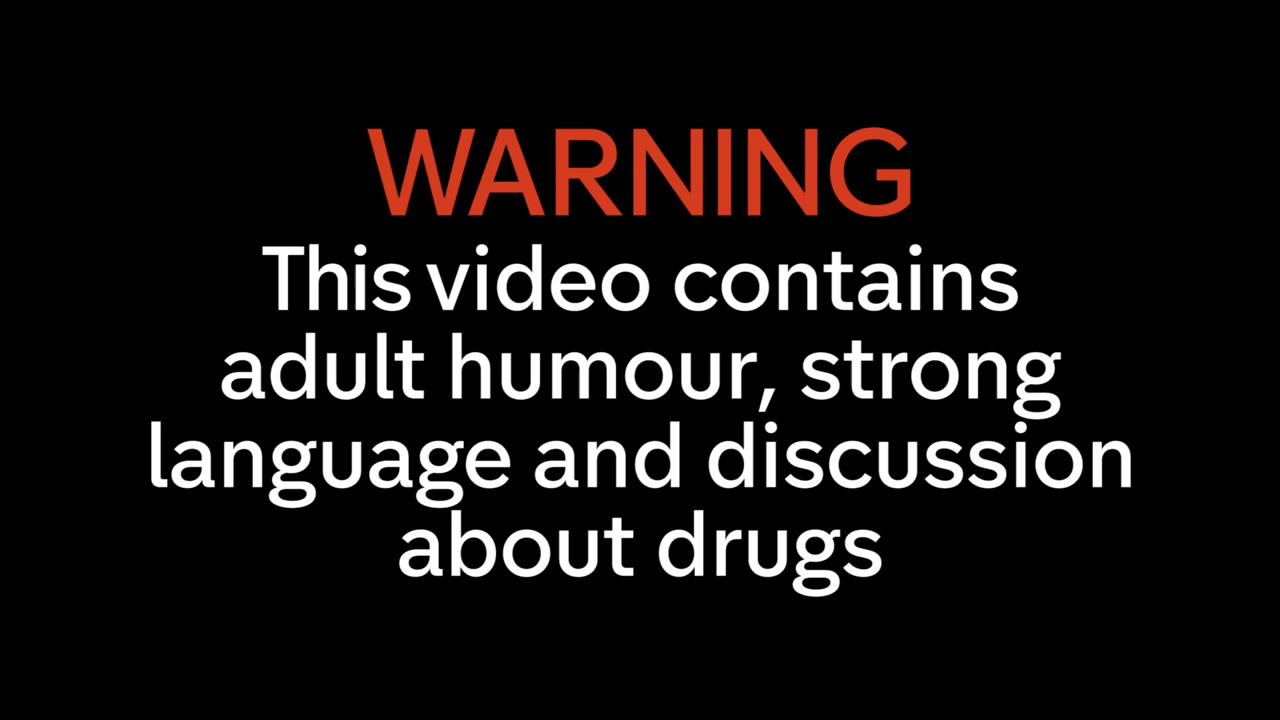 WARNING
This video contains
adult humour, strong
language and discussion
about drugs